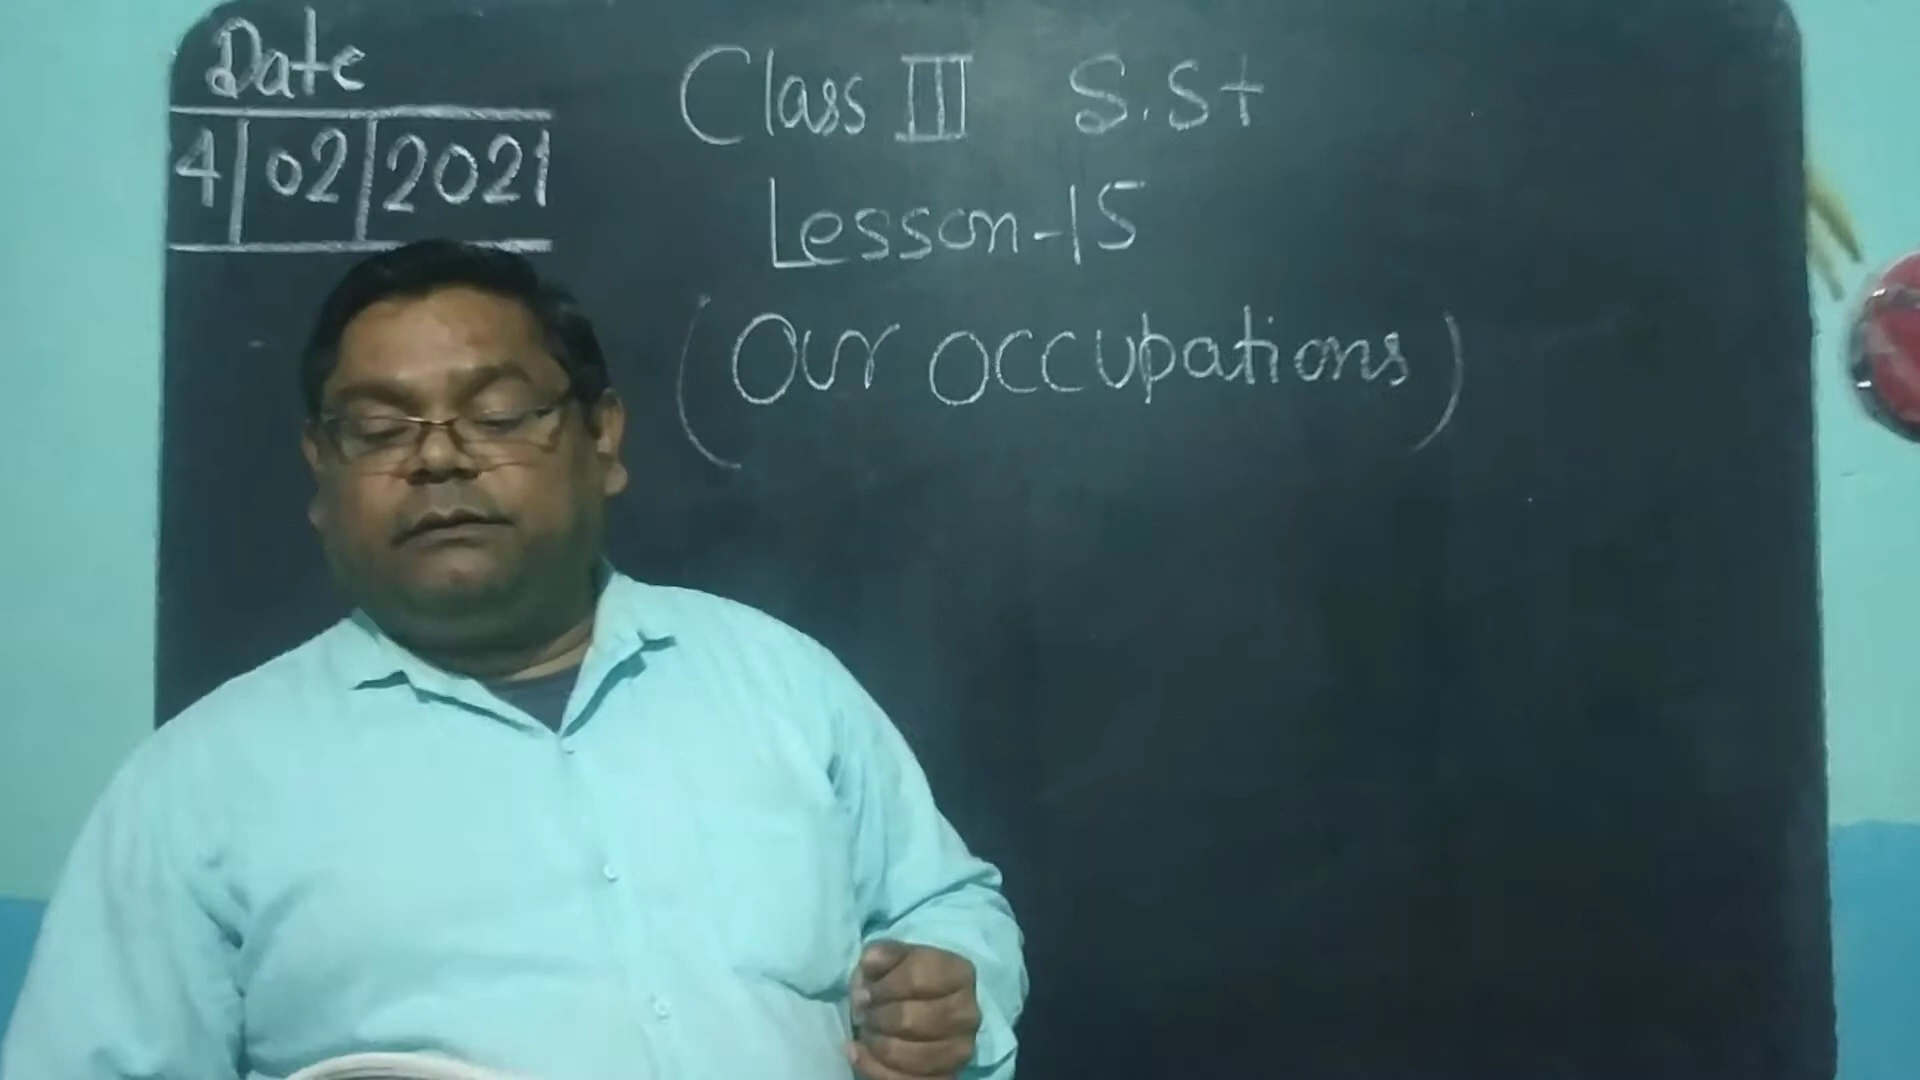 Date
4|02|2021
Class III S.St
Lesson-15
(Our occupations)